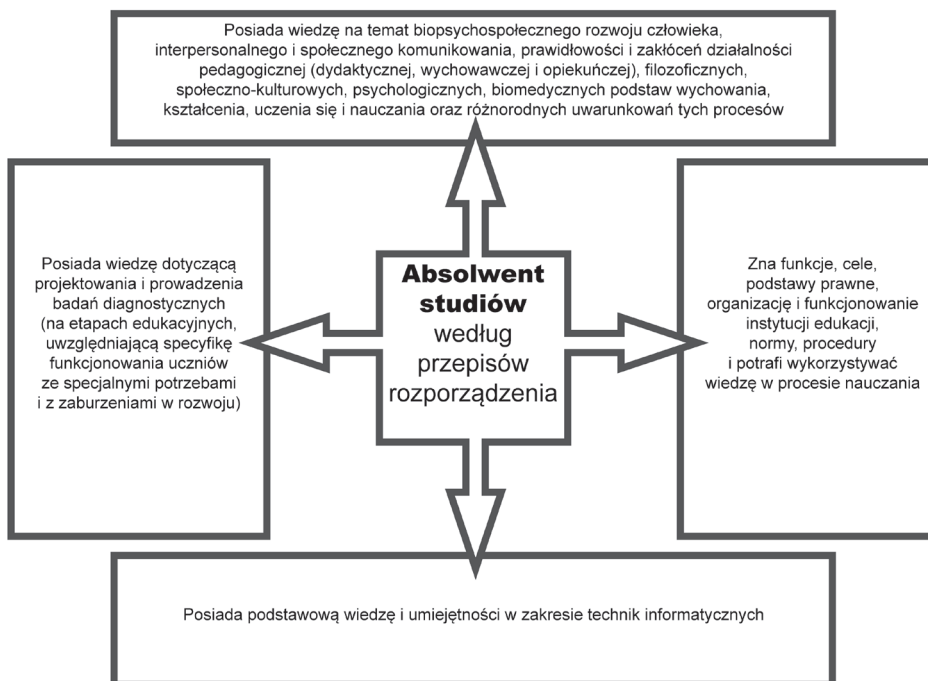 Posiada wiedzę na temat biopsychospołecznego rozwoju człowieka,
interpersonalnego i społecznego komunikowania, prawidłowości i zakłóceń działalności
pedagogicznej (dydaktycznej, wychowawczej i opiekuńczej), filozoficznych,
społeczno-kulturowych, psychologicznych, biomedycznych podstaw wychowania,
kształcenia, uczenia się i nauczania oraz różnorodnych uwarunkowań tych procesów
Posiada wiedzę dotyczącą
projektowania i prowadzenia
badań diagnostycznych
(na etapach edukacyjnych,
uwzględniającą specyfikę
funkcjonowania uczniów
ze specjalnymi potrzebami
i z zaburzeniami w rozwoju)
Absolwent
studiów
według
przepisów
rozporządzenia
Zna funkcje, cele,
podstawy prawne,
organizację i funkcjonowanie
instytucji edukacji,
normy, procedury
i potrafi wykorzystywać
wiedzę w procesie nauczania
Posiada podstawową wiedzę i umiejętności w zakresie technik informatycznych